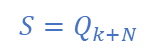 S = Q_{k+N}